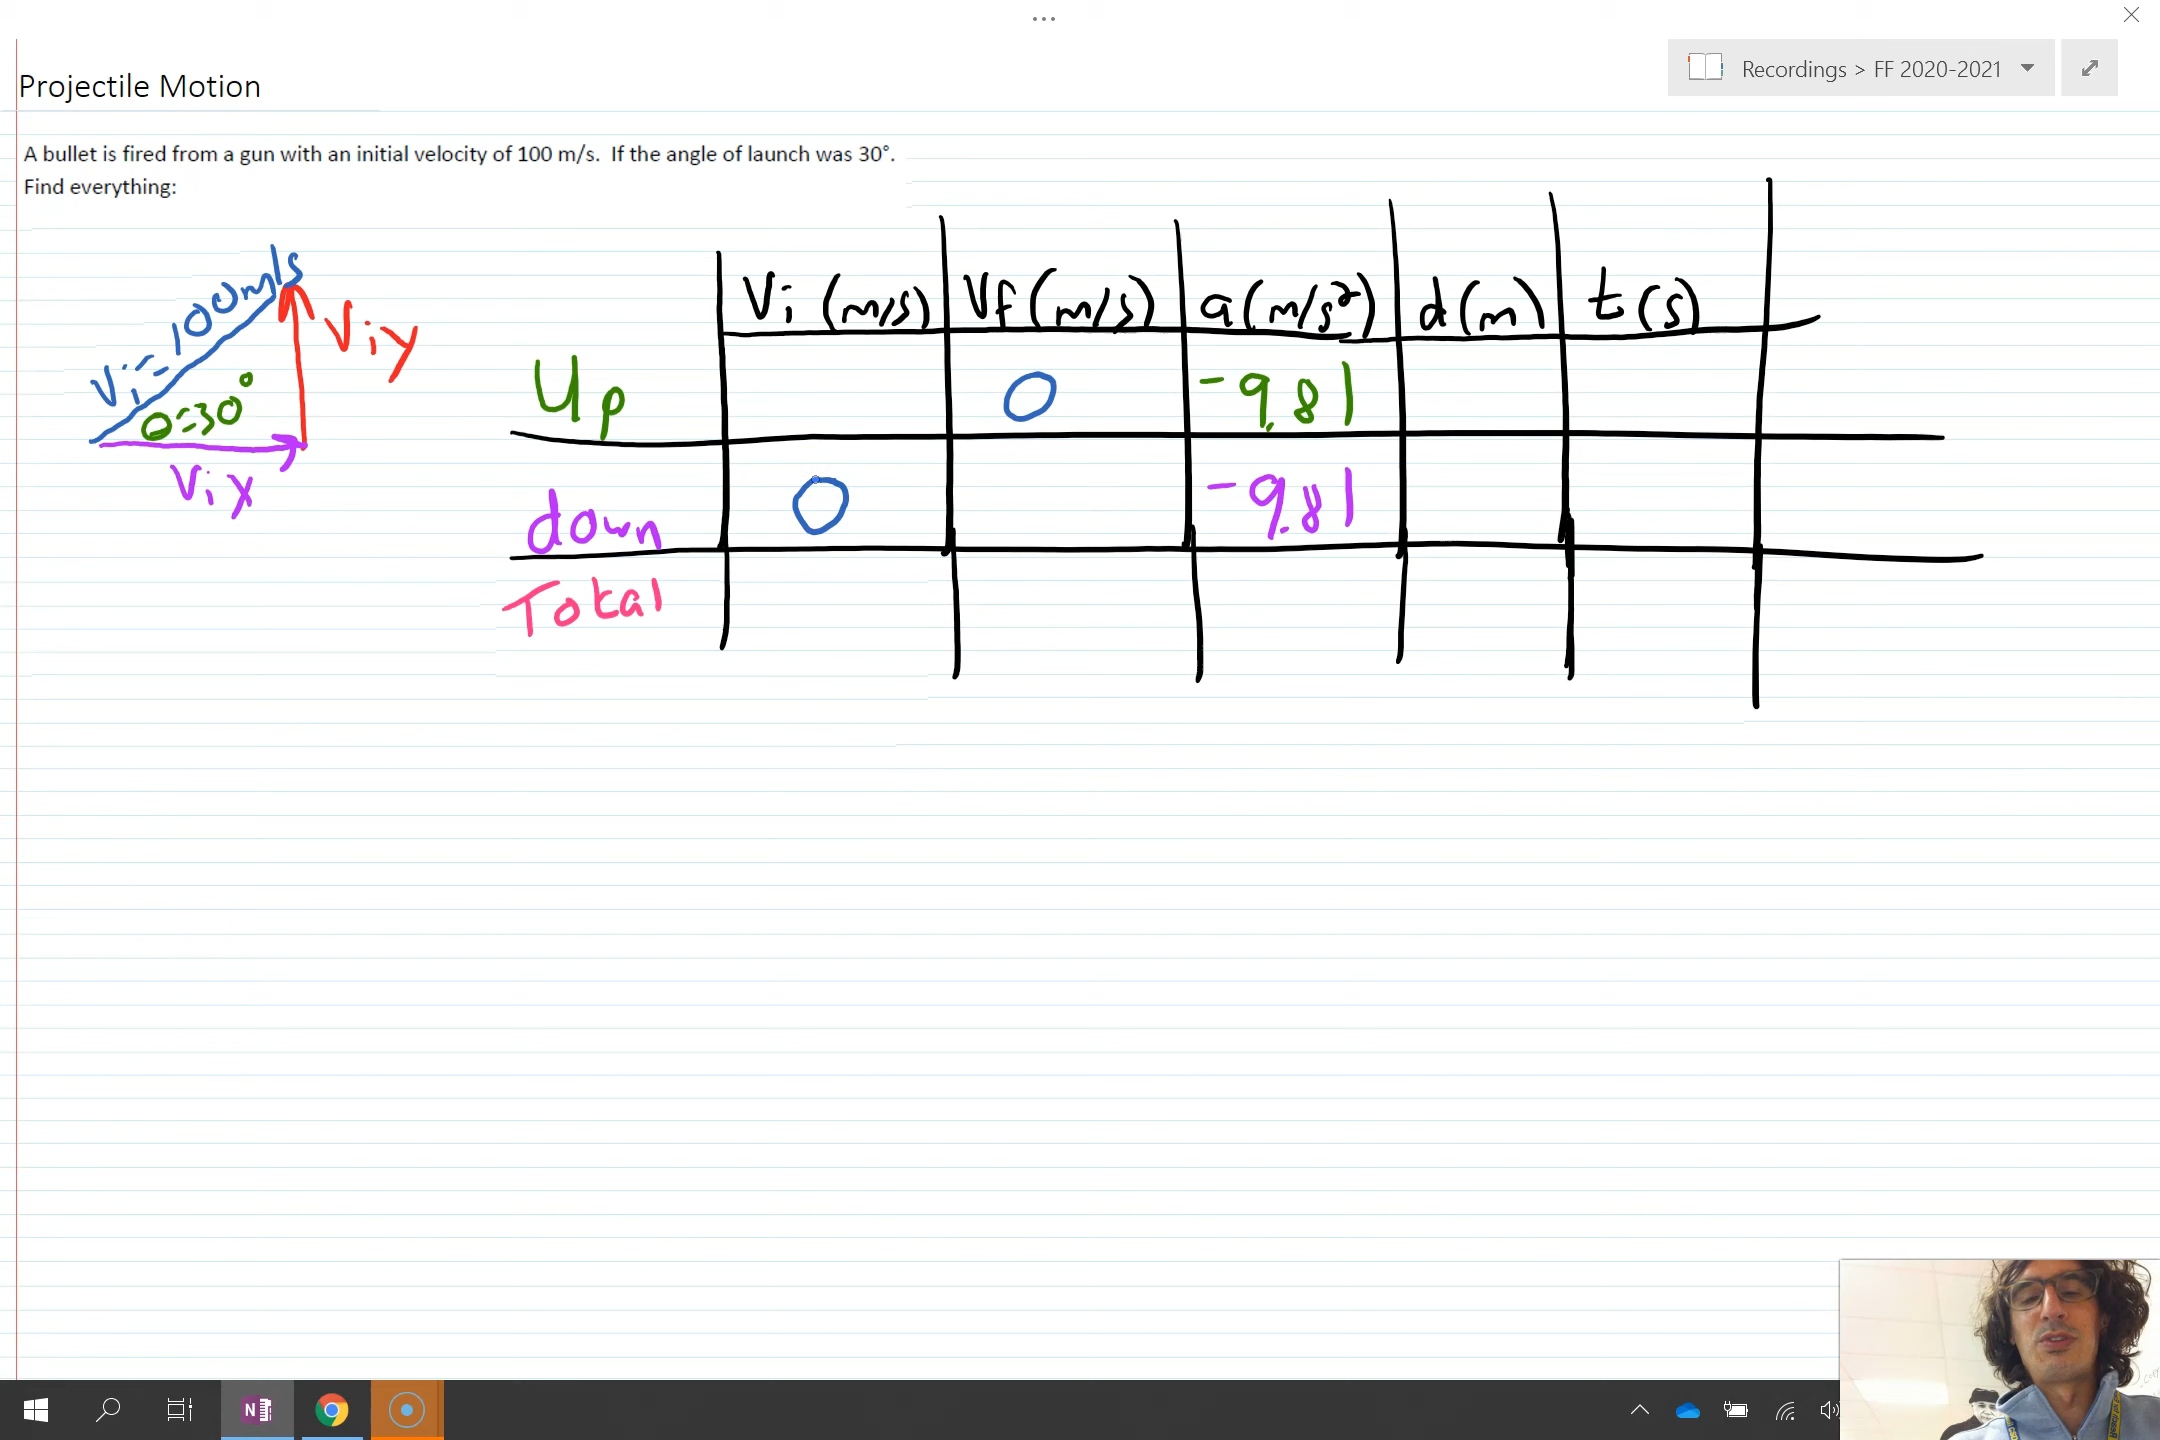 Recordings > FF 2020-2021
Projectile Motion
A bullet is fired from a gun with an initial velocity of 100 m/s. If the angle of launch was 30°.
Find everything:
Vi = 100m/s
θ=30°
Viy
Vix
Vi (m/s) Vf (m/s) a(m/s²) d(m) t(s)
Up 0 -9.81
down 0 -9.81
Total